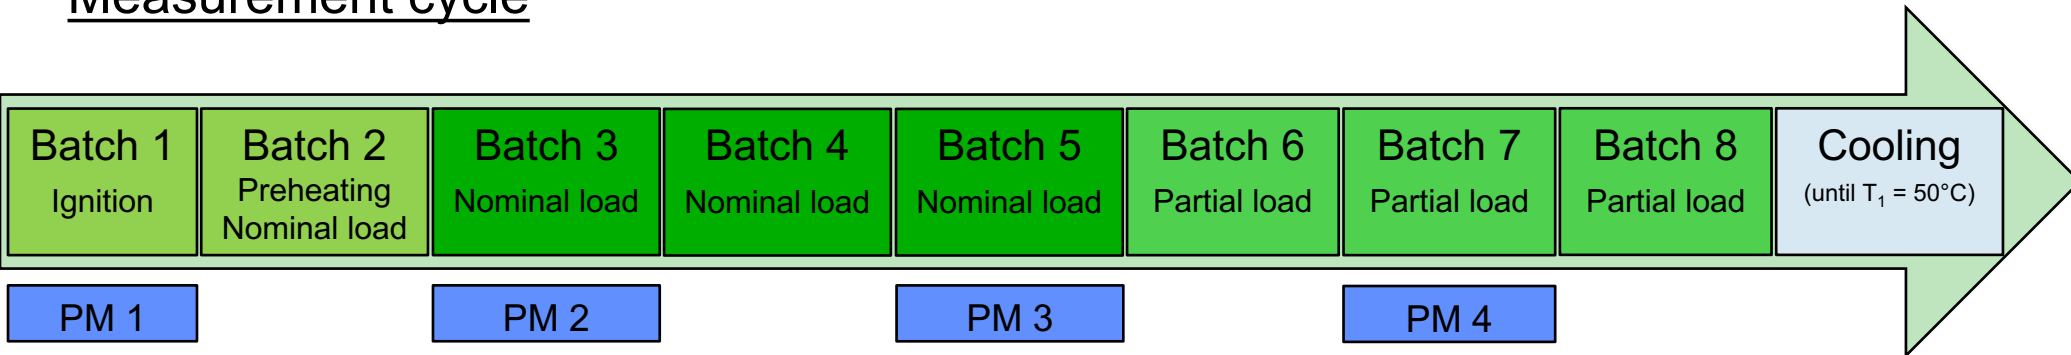 Measurement cycle
Batch 1
Ignition
Batch 2
Preheating
Nominal load
Batch 3
Nominal load
Batch 4
Nominal load
Batch 5
Nominal load
Batch 6
Partial load
Batch 7
Partial load
Batch 8
Partial load
Cooling
(until T₁ = 50°C)
PM 1
PM 2
PM 3
PM 4